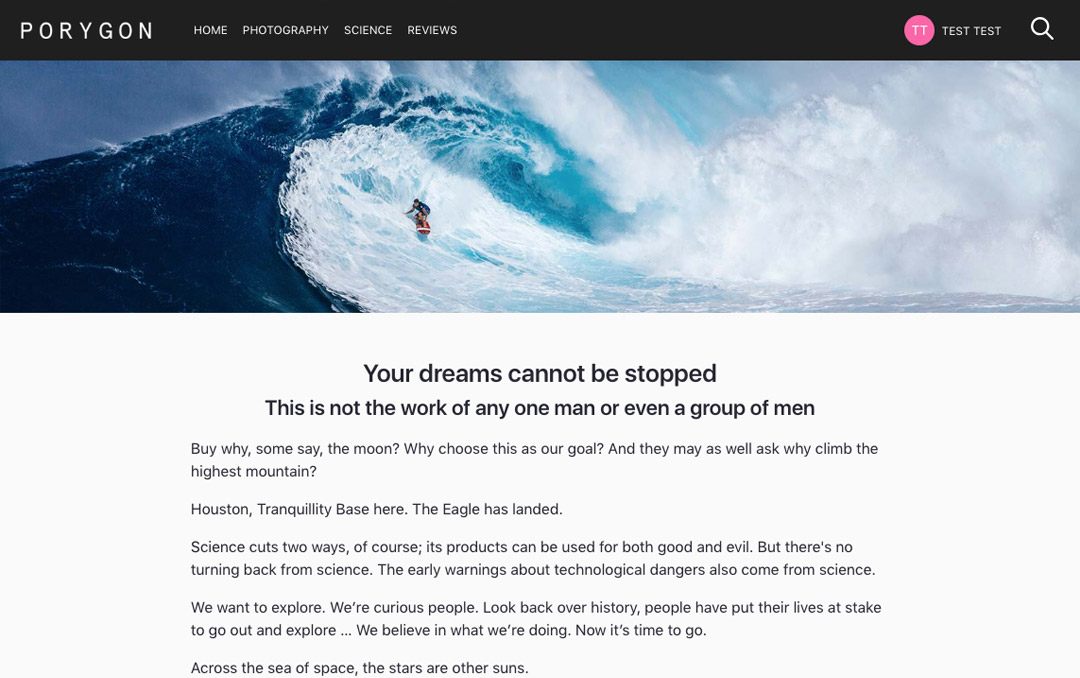 PORYGON
HOME PHOTOGRAPHY SCIENCE REVIEWS
TT TEST TEST
Your dreams cannot be stopped
This is not the work of any one man or even a group of men
Buy why, some say, the moon? Why choose this as our goal? And they may as well ask why climb the
highest mountain?
Houston, Tranquillity Base here. The Eagle has landed.
Science cuts two ways, of course; its products can be used for both good and evil. But there's no
turning back from science. The early warnings about technological dangers also come from science.
We want to explore. We’re curious people. Look back over history, people have put their lives at stake
to go out and explore ... We believe in what we’re doing. Now it’s time to go.
Across the sea of space, the stars are other suns.